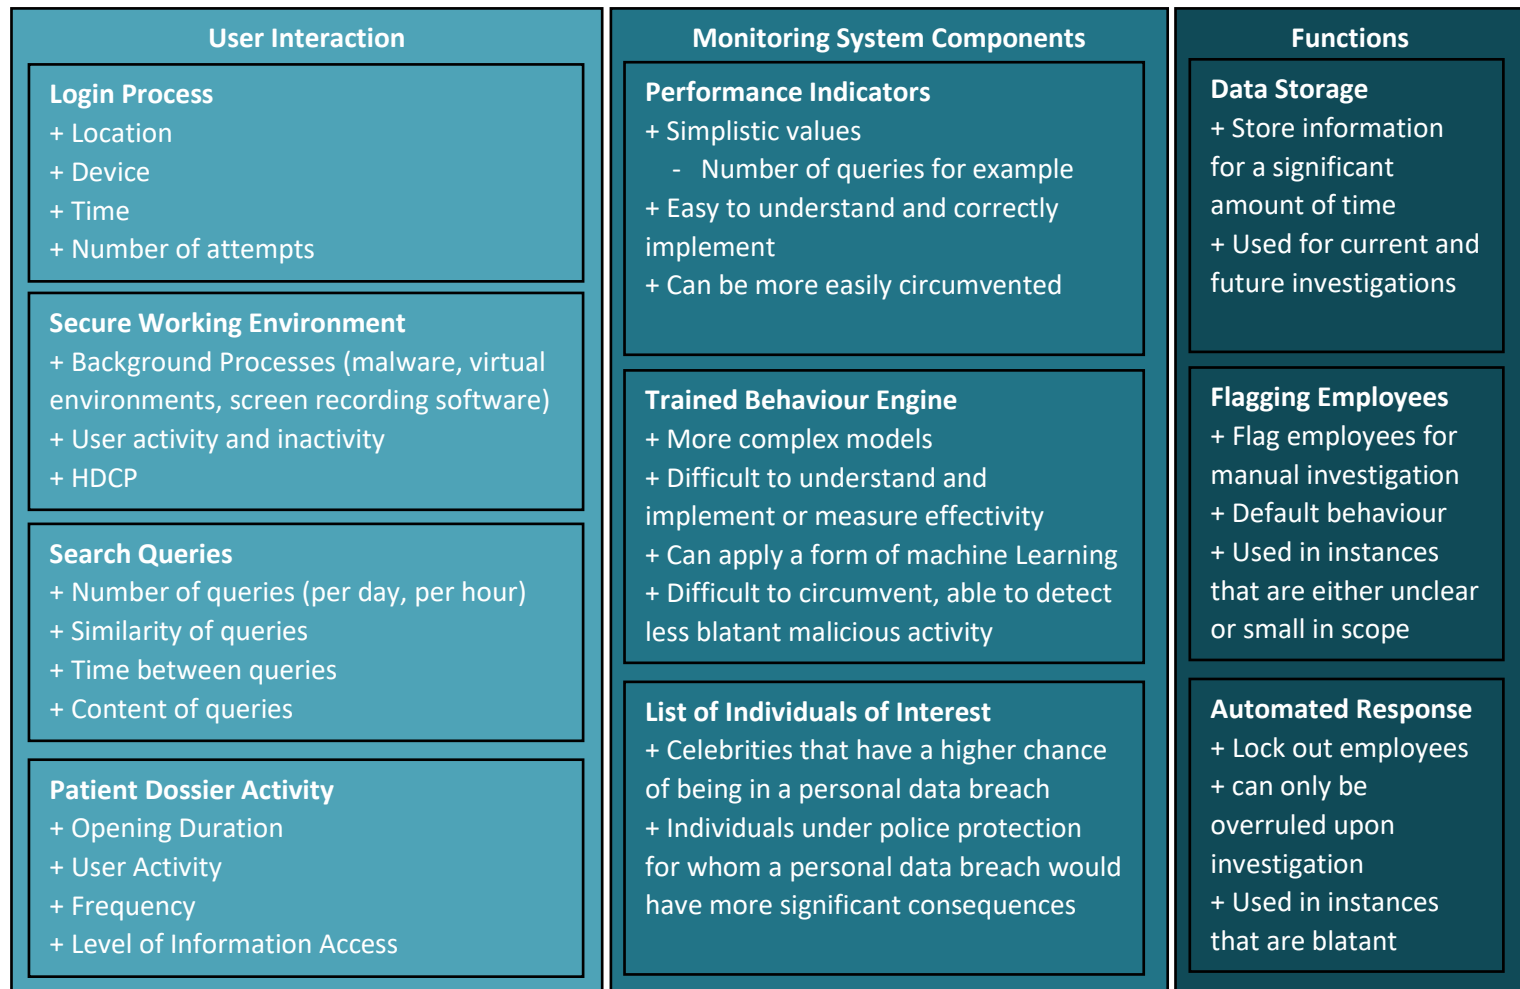 User Interaction
Login Process
+ Location
+ Device
+ Time
+ Number of attempts
Secure Working Environment
+ Background Processes (malware, virtual
environments, screen recording software)
+ User activity and inactivity
+ HDCP
Search Queries
+ Number of queries (per day, per hour)
+ Similarity of queries
+ Time between queries
+ Content of queries
Patient Dossier Activity
+ Opening Duration
+ User Activity
+ Frequency
+ Level of Information Access
Monitoring System Components
Performance Indicators
+ Simplistic values
- Number of queries for example
+ Easy to understand and correctly
implement
+ Can be more easily circumvented
Trained Behaviour Engine
+ More complex models
+ Difficult to understand and
implement or measure effectivity
+ Can apply a form of machine Learning
+ Difficult to circumvent, able to detect
less blatant malicious activity
List of Individuals of Interest
+ Celebrities that have a higher chance
of being in a personal data breach
+ Individuals under police protection
for whom a personal data breach would
have more significant consequences
Functions
Data Storage
+ Store information
for a significant
amount of time
+ Used for current and
future investigations
Flagging Employees
+ Flag employees for
manual investigation
+ Default behaviour
+ Used in instances
that are either unclear
or small in scope
Automated Response
+ Lock out employees
+ can only be
overruled upon
investigation
+ Used in instances
that are blatant